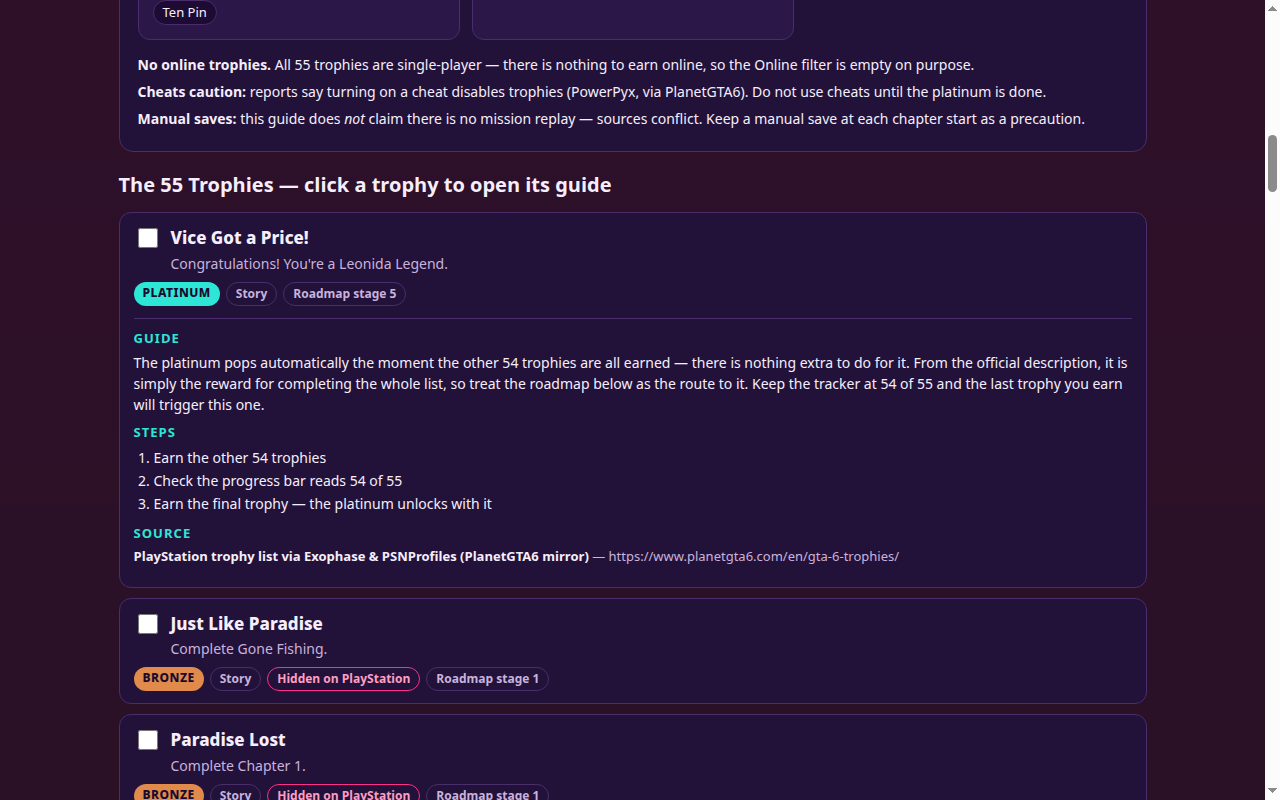 Ten Pin
No online trophies. All 55 trophies are single-player — there is nothing to earn online, so the Online filter is empty on purpose.
Cheats caution: reports say turning on a cheat disables trophies (PowerPyx, via PlanetGTA6). Do not use cheats until the platinum is done.
Manual saves: this guide does not claim there is no mission replay — sources conflict. Keep a manual save at each chapter start as a precaution.
The 55 Trophies — click a trophy to open its guide
Vice Got a Price!
Congratulations! You're a Leonida Legend.
PLATINUM Story Roadmap stage 5
GUIDE
The platinum pops automatically the moment the other 54 trophies are all earned — there is nothing extra to do for it. From the official description, it is
simply the reward for completing the whole list, so treat the roadmap below as the route to it. Keep the tracker at 54 of 55 and the last trophy you earn
will trigger this one.
STEPS
1. Earn the other 54 trophies
2. Check the progress bar reads 54 of 55
3. Earn the final trophy — the platinum unlocks with it
SOURCE
PlayStation trophy list via Exophase & PSNProfiles (PlanetGTA6 mirror) — https://www.planetgta6.com/en/gta-6-trophies/
Just Like Paradise
Complete Gone Fishing.
BRONZE Story Hidden on PlayStation Roadmap stage 1
Paradise Lost
Complete Chapter 1.
BRONZE Story Hidden on PlayStation Roadmap stage 1